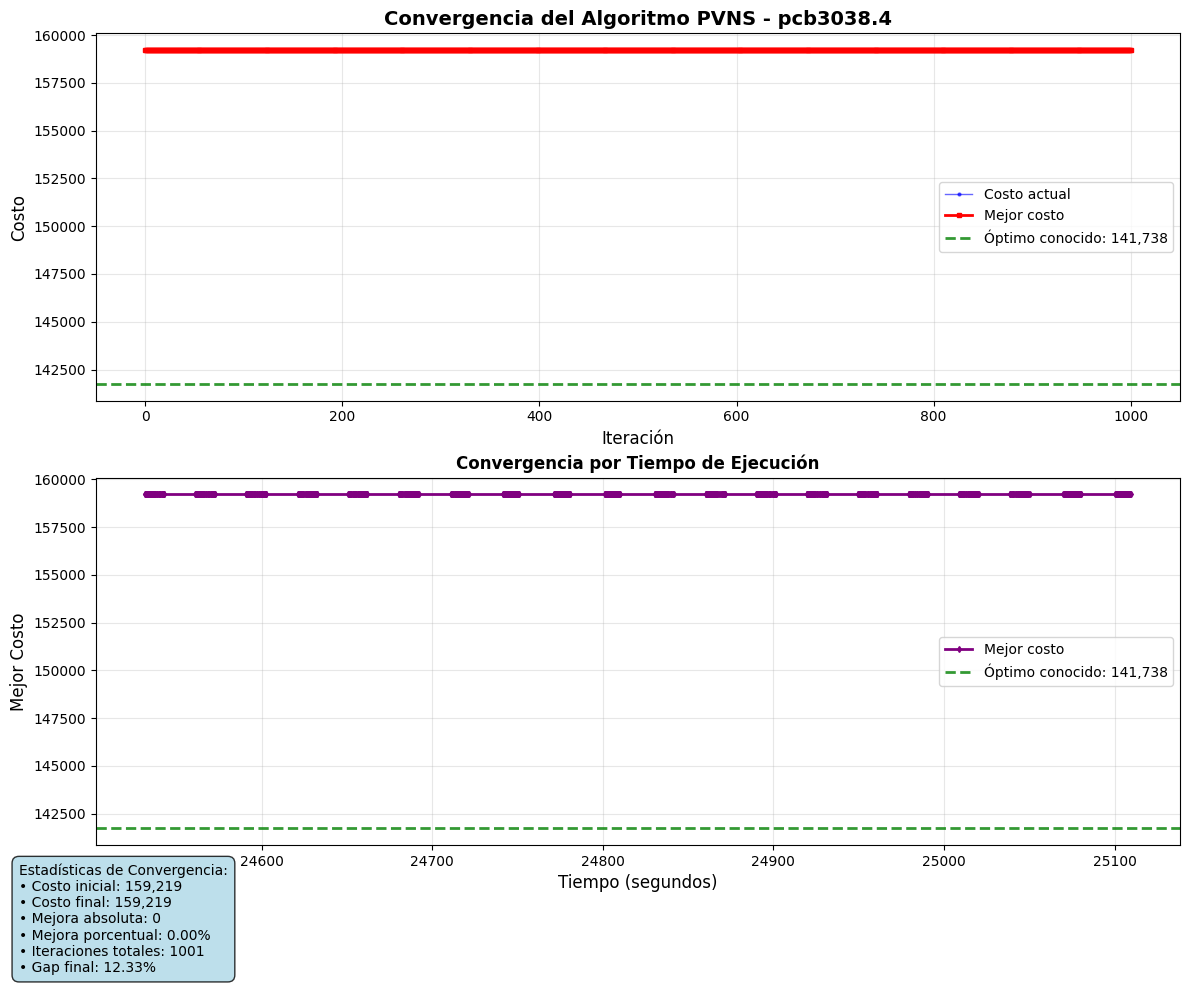 Convergencia del Algoritmo PVNS - pcb3038.4
160000
157500
155000
152500
150000
147500
145000
142500
Costo
Costo actual
Mejor costo
Óptimo conocido: 141,738
0
200
400
600
800
1000
Iteración
Convergencia por Tiempo de Ejecución
160000
157500
155000
152500
150000
147500
145000
142500
Mejor Costo
Mejor costo
Óptimo conocido: 141,738
24600
24700
24800
24900
25000
25100
Tiempo (segundos)
Estadísticas de Convergencia:
• Costo inicial: 159,219
• Costo final: 159,219
• Mejora absoluta: 0
• Mejora porcentual: 0.00%
• Iteraciones totales: 1001
• Gap final: 12.33%